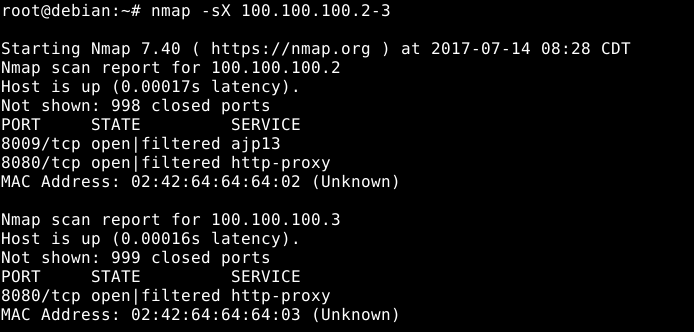 root@debian:~# nmap -sX 100.100.100.2-3
Starting Nmap 7.40 ( https://nmap.org ) at 2017-07-14 08:28 CDT
Nmap scan report for 100.100.100.2
Host is up (0.00017s latency).
Not shown: 998 closed ports
PORT     STATE         SERVICE
8009/tcp open|filtered ajp13
8080/tcp open|filtered http-proxy
MAC Address: 02:42:64:64:64:02 (Unknown)
Nmap scan report for 100.100.100.3
Host is up (0.00016s latency).
Not shown: 999 closed ports
PORT     STATE         SERVICE
8080/tcp open|filtered http-proxy
MAC Address: 02:42:64:64:64:03 (Unknown)